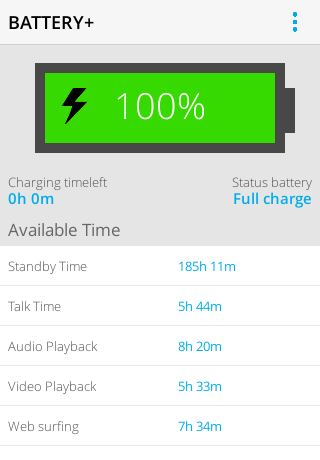 BATTERY+
100%
Charging timeleft Status battery
0h 0m Full charge
Available Time
Standby Time 185h 11m
Talk Time 5h 44m
Audio Playback 8h 20m
Video Playback 5h 33m
Web surfing 7h 34m